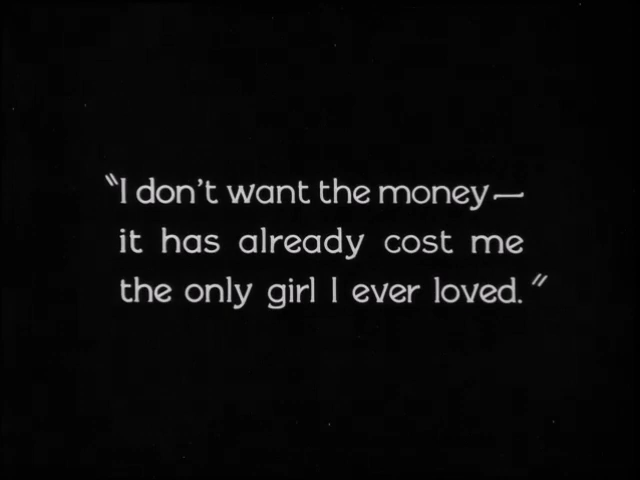 "I don't want the money—
it has already cost me
the only girl I ever loved."